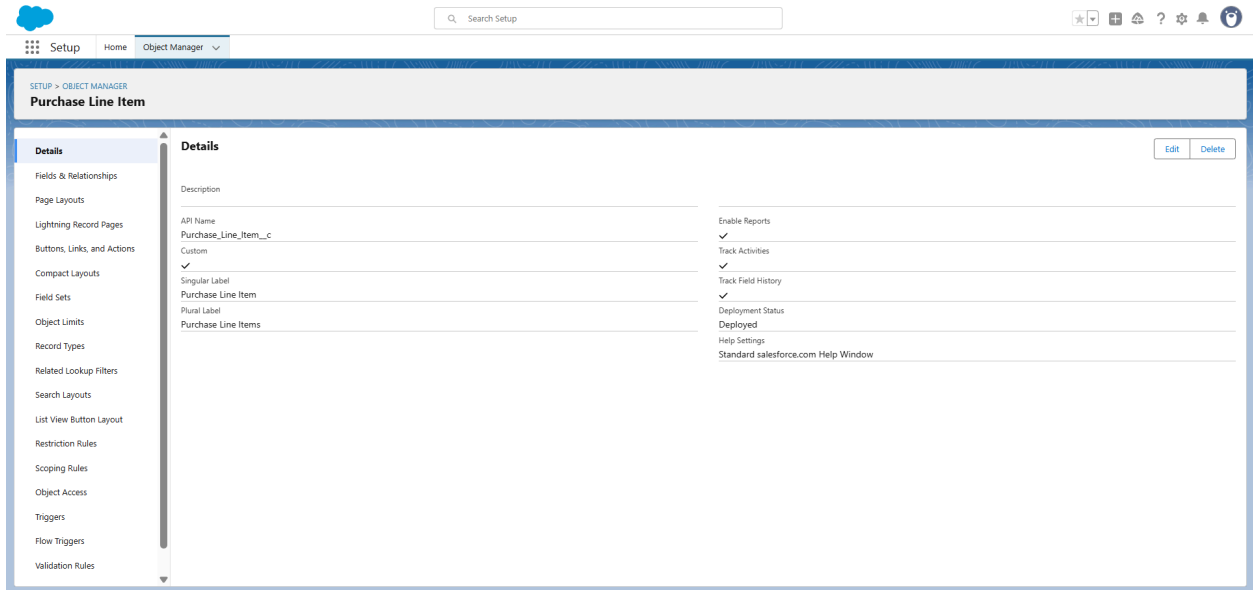 Search Setup
Setup
Home
Object Manager
SETUP > OBJECT MANAGER
Purchase Line Item
Details
Fields & Relationships
Page Layouts
Lightning Record Pages
Buttons, Links, and Actions
Compact Layouts
Field Sets
Object Limits
Record Types
Related Lookup Filters
Search Layouts
List View Button Layout
Restriction Rules
Scoping Rules
Object Access
Triggers
Flow Triggers
Validation Rules
Details
Edit
Delete
Description
API Name
Purchase_Line_Item__c
Custom
Singular Label
Purchase Line Item
Plural Label
Purchase Line Items
Enable Reports
Track Activities
Track Field History
Deployment Status
Deployed
Help Settings
Standard salesforce.com Help Window